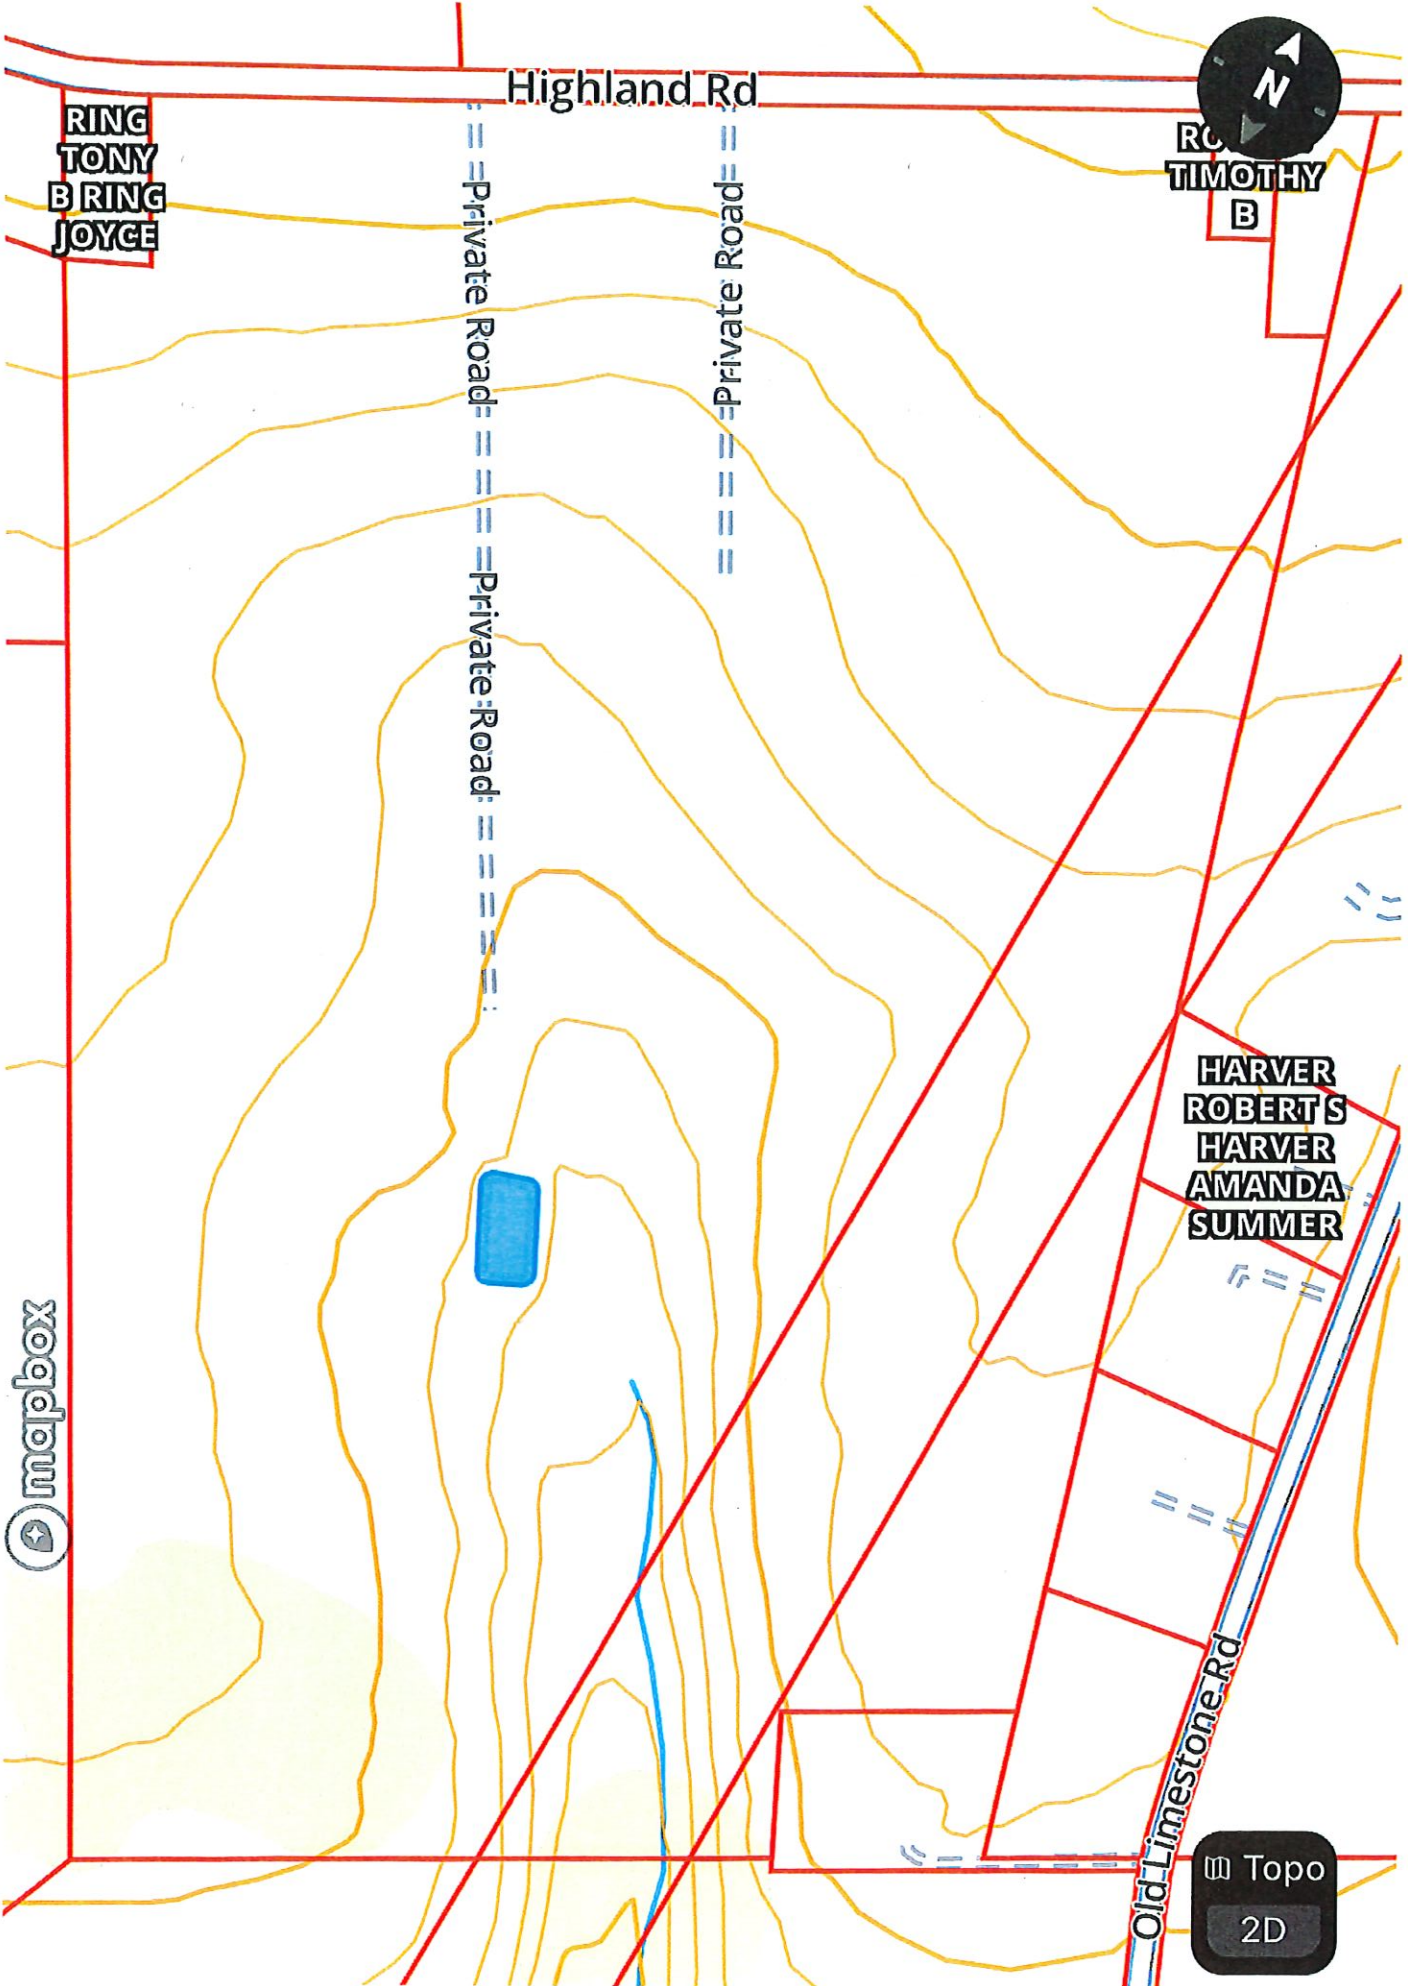 Highland Rd
N
RING
TONY
B RING
JOYCE
TIMOTHY
B
Private Road
Private Road
Private Road
HARVER
ROBERT S
HARVER
AMANDA
SUMMER
mapbox
Old Limestone Rd
Topo
2D